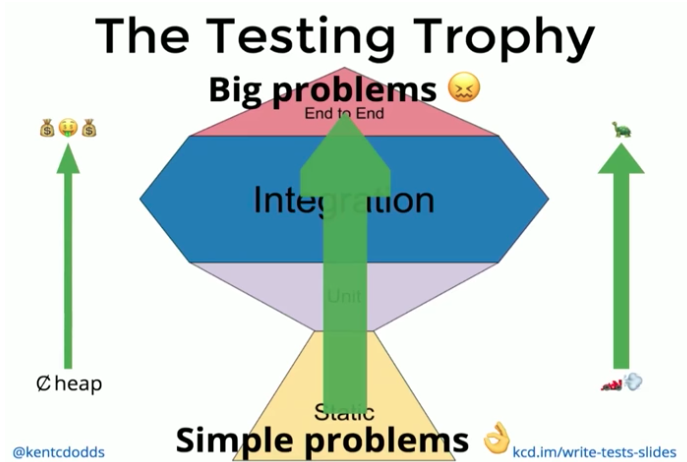 The Testing Trophy
Big problems 😖
End to End
💰🤑💰
🐢
Integration
Unit
₡heap
🏎️💨
Static
Simple problems 👌
@kentcdodds
kcd.im/write-tests-slides